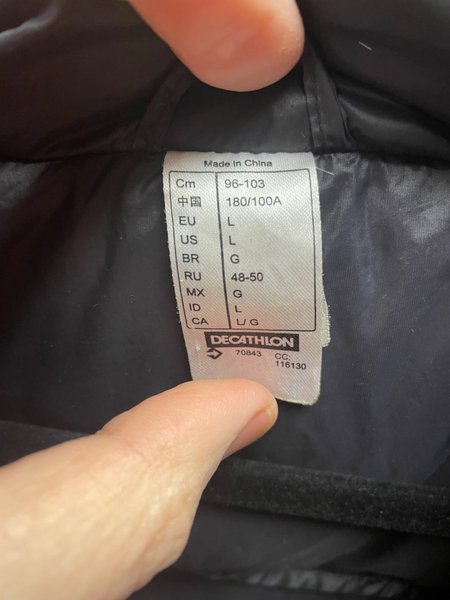 Made in China
Cm 96-103
中国 180/100A
EU L
US L
BR G
RU 48-50
MX G
ID L
CA L/ G
DECATHLON
70843 CC:
116130